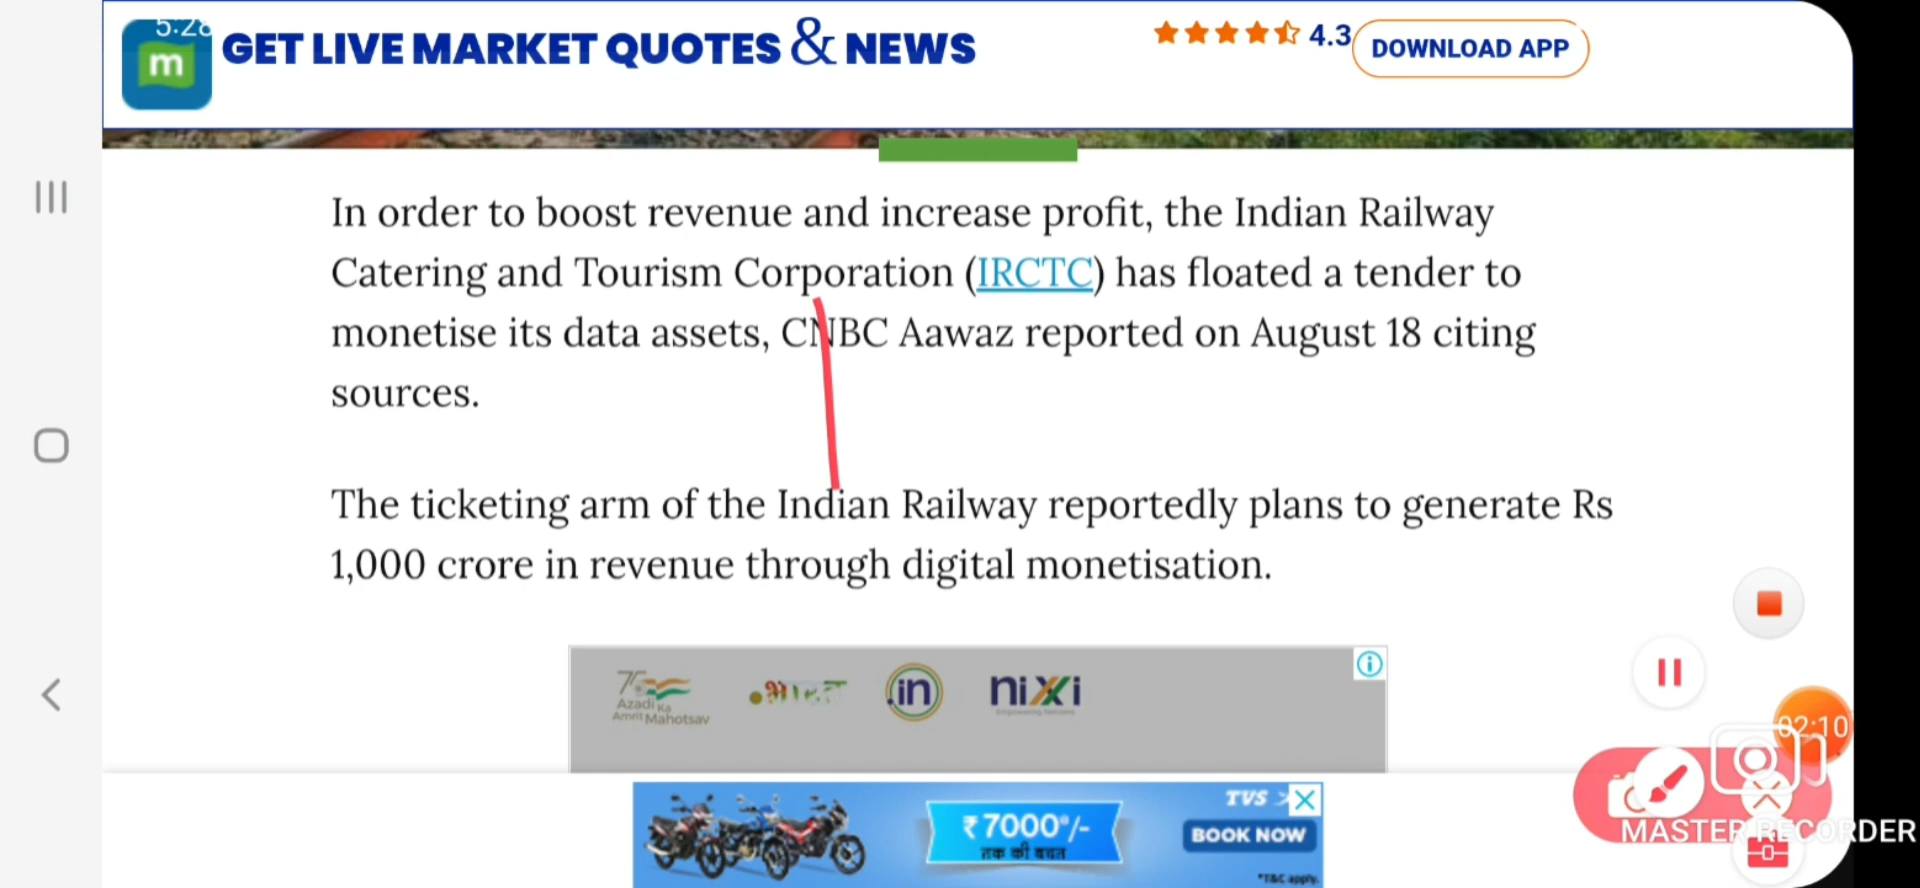 5:28
m
GET LIVE MARKET QUOTES & NEWS
4.3
DOWNLOAD APP
In order to boost revenue and increase profit, the Indian Railway
Catering and Tourism Corporation (IRCTC) has floated a tender to
monetise its data assets, CNBC Aawaz reported on August 18 citing
sources.
The ticketing arm of the Indian Railway reportedly plans to generate Rs
1,000 crore in revenue through digital monetisation.
Azadi Ka
Amrit Mahotsav
.in
nixi
02:10
TVS
₹7000*/-
तक की बचत
BOOK NOW
*T&C apply.
MASTER RECORDER